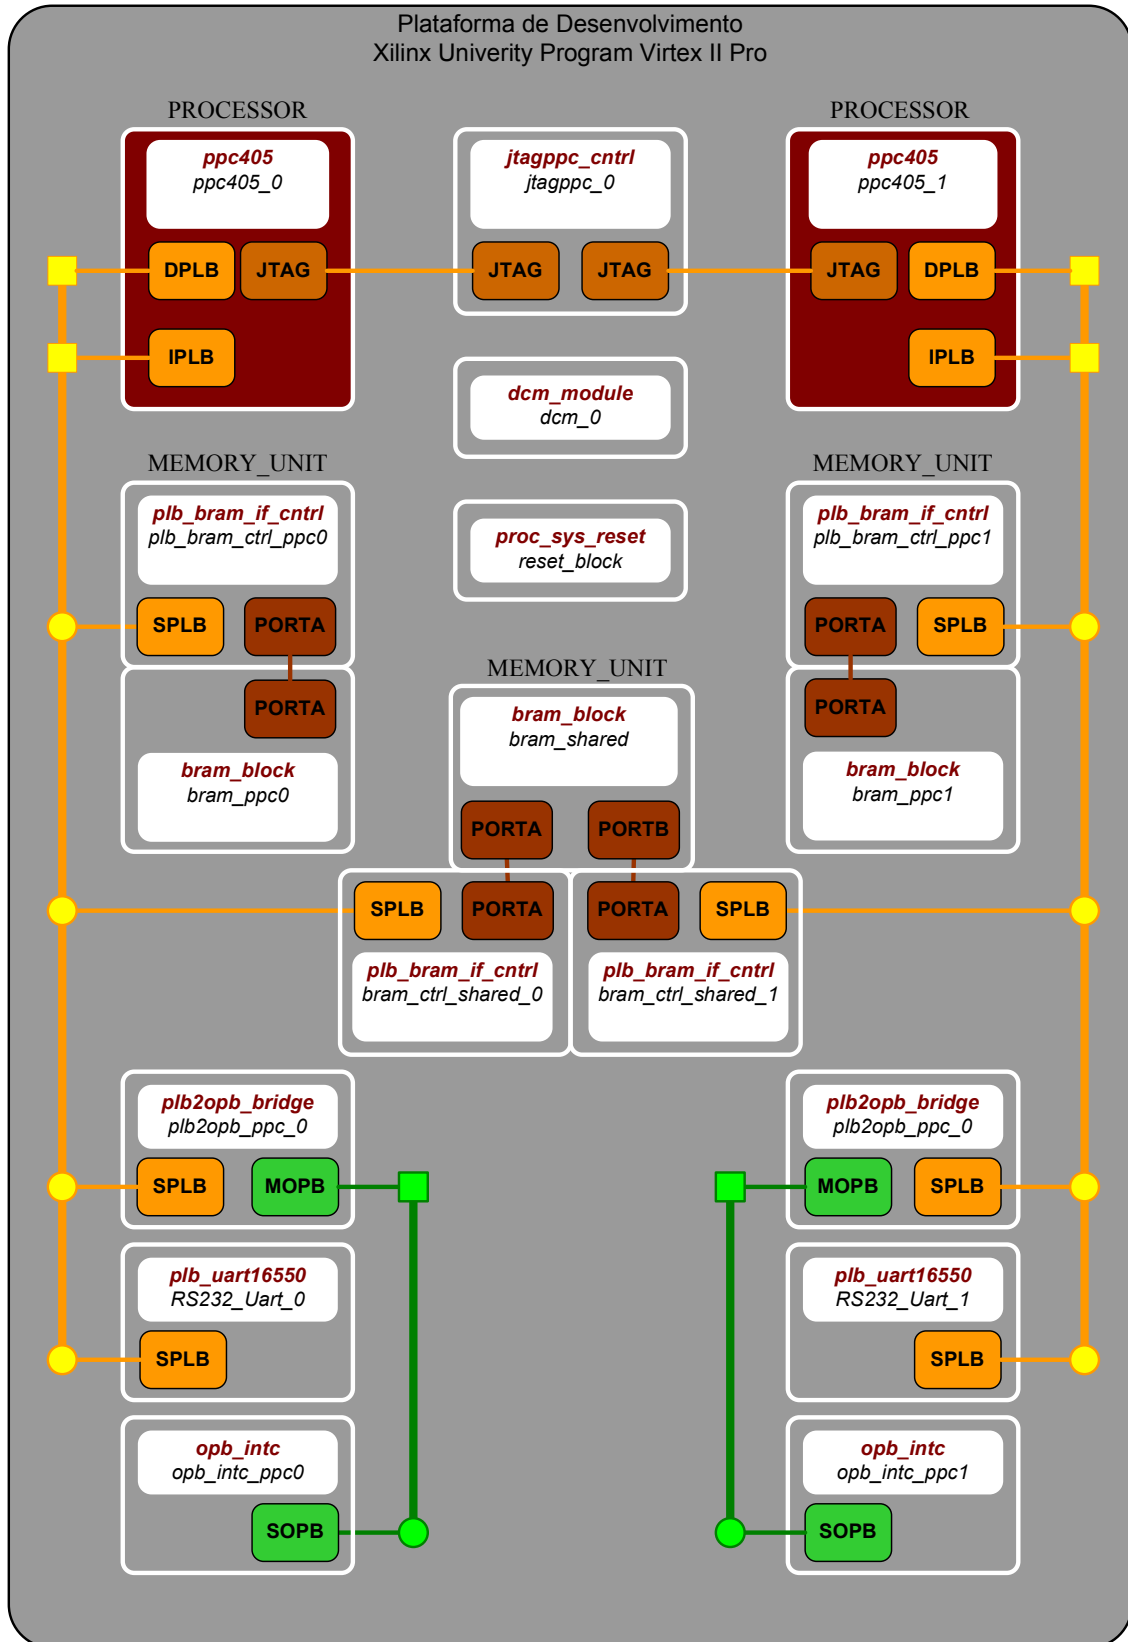 Plataforma de Desenvolvimento
Xilinx Univerity Program Virtex II Pro
PROCESSOR
ppc405
ppc405_0
DPLB
JTAG
IPLB
jtagppc_cntrl
jtagppc_0
JTAG
JTAG
PROCESSOR
ppc405
ppc405_1
JTAG
DPLB
IPLB
dcm_module
dcm_0
proc_sys_reset
reset_block
MEMORY_UNIT
plb_bram_if_cntrl
plb_bram_ctrl_ppc0
SPLB
PORTA
PORTA
bram_block
bram_ppc0
MEMORY_UNIT
plb_bram_if_cntrl
plb_bram_ctrl_ppc1
PORTA
SPLB
PORTA
bram_block
bram_ppc1
MEMORY_UNIT
bram_block
bram_shared
PORTA
PORTB
SPLB
PORTA
PORTA
SPLB
plb_bram_if_cntrl
bram_ctrl_shared_0
plb_bram_if_cntrl
bram_ctrl_shared_1
plb2opb_bridge
plb2opb_ppc_0
SPLB
MOPB
plb2opb_bridge
plb2opb_ppc_0
MOPB
SPLB
plb_uart16550
RS232_Uart_0
SPLB
plb_uart16550
RS232_Uart_1
SPLB
opb_intc
opb_intc_ppc0
SOPB
opb_intc
opb_intc_ppc1
SOPB